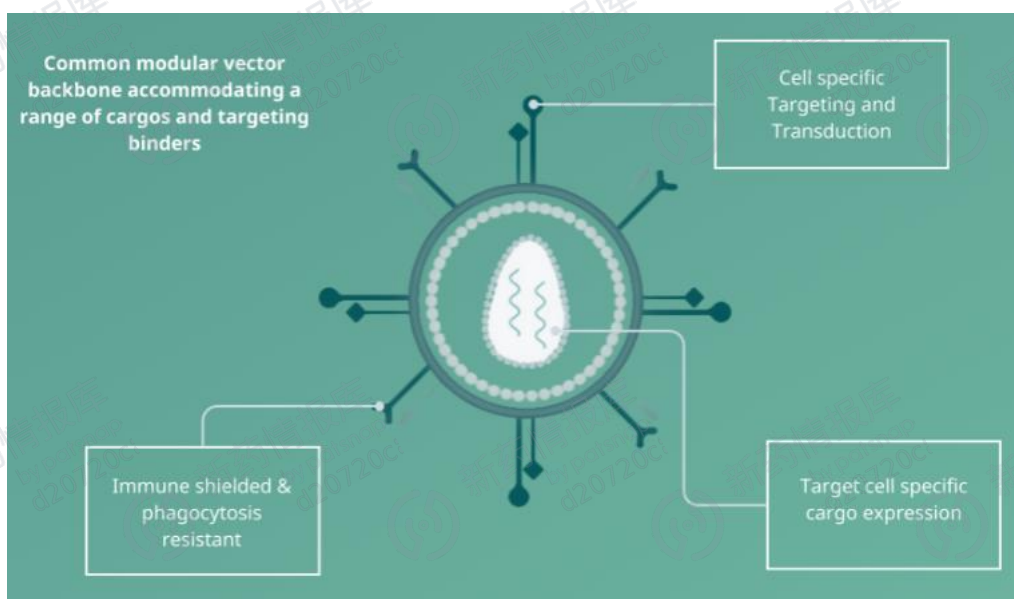 Common modular vector
backbone accommodating a
range of cargos and targeting
binders
Cell specific
Targeting and
Transduction
Immune shielded &
phagocytosis
resistant
Target cell specific
cargo expression